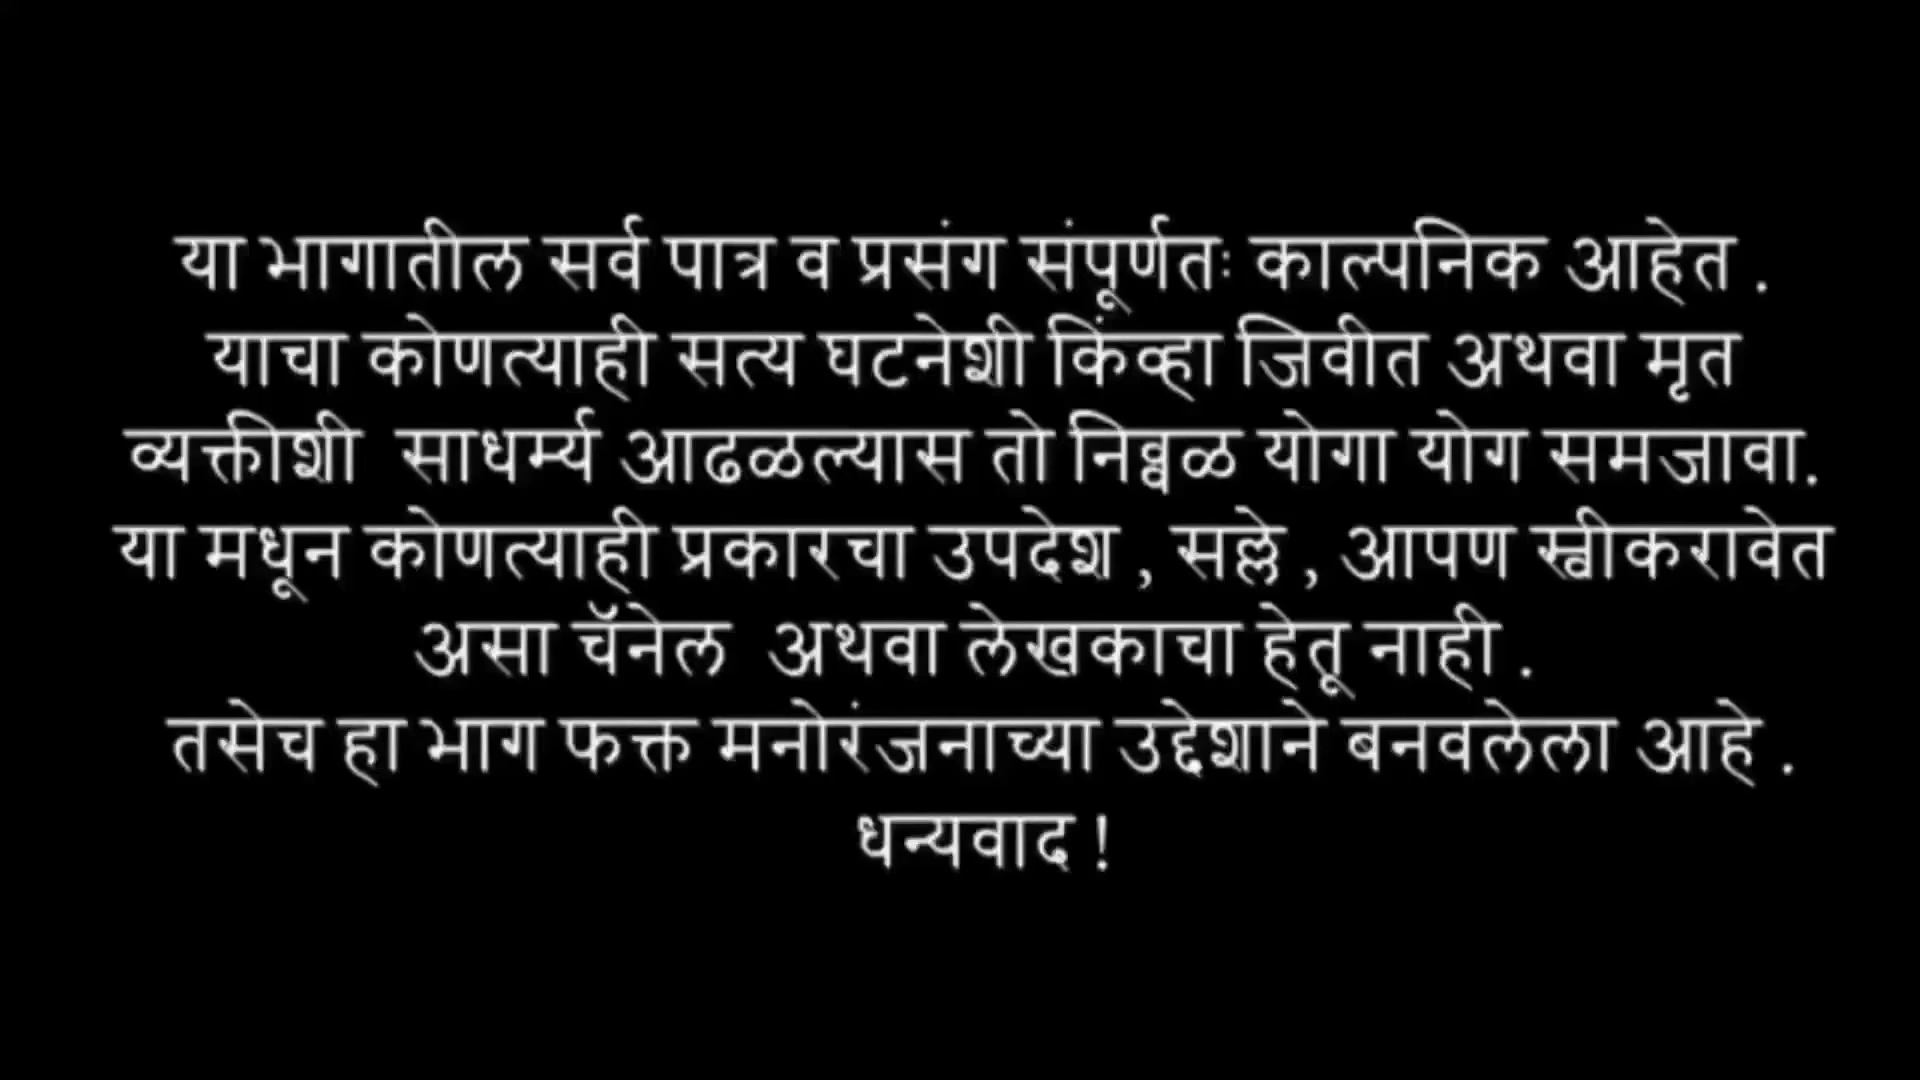 या भागातील सर्व पात्र व प्रसंग संपूर्णतः काल्पनिक आहेत .
याचा कोणत्याही सत्य घटनेशी किंव्हा जिवीत अथवा मृत
व्यक्तीशी साधर्म्य आढळल्यास तो निव्वळ योगा योग समजावा.
या मधून कोणत्याही प्रकारचा उपदेश , सल्ले , आपण स्वीकरावेत
असा चॅनेल अथवा लेखकाचा हेतू नाही .
तसेच हा भाग फक्त मनोरंजनाच्या उद्देशाने बनवलेला आहे .
धन्यवाद !